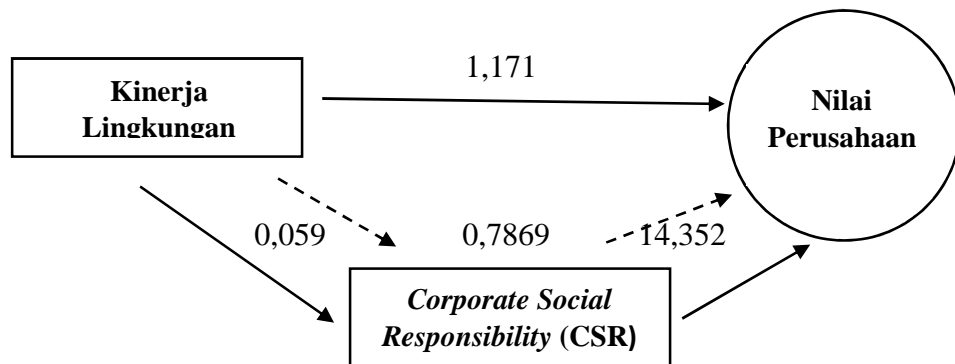 1,171
Kinerja
Lingkungan
Nilai
Perusahaan
0,059
0,7869
14,352
Corporate Social
Responsibility (CSR)